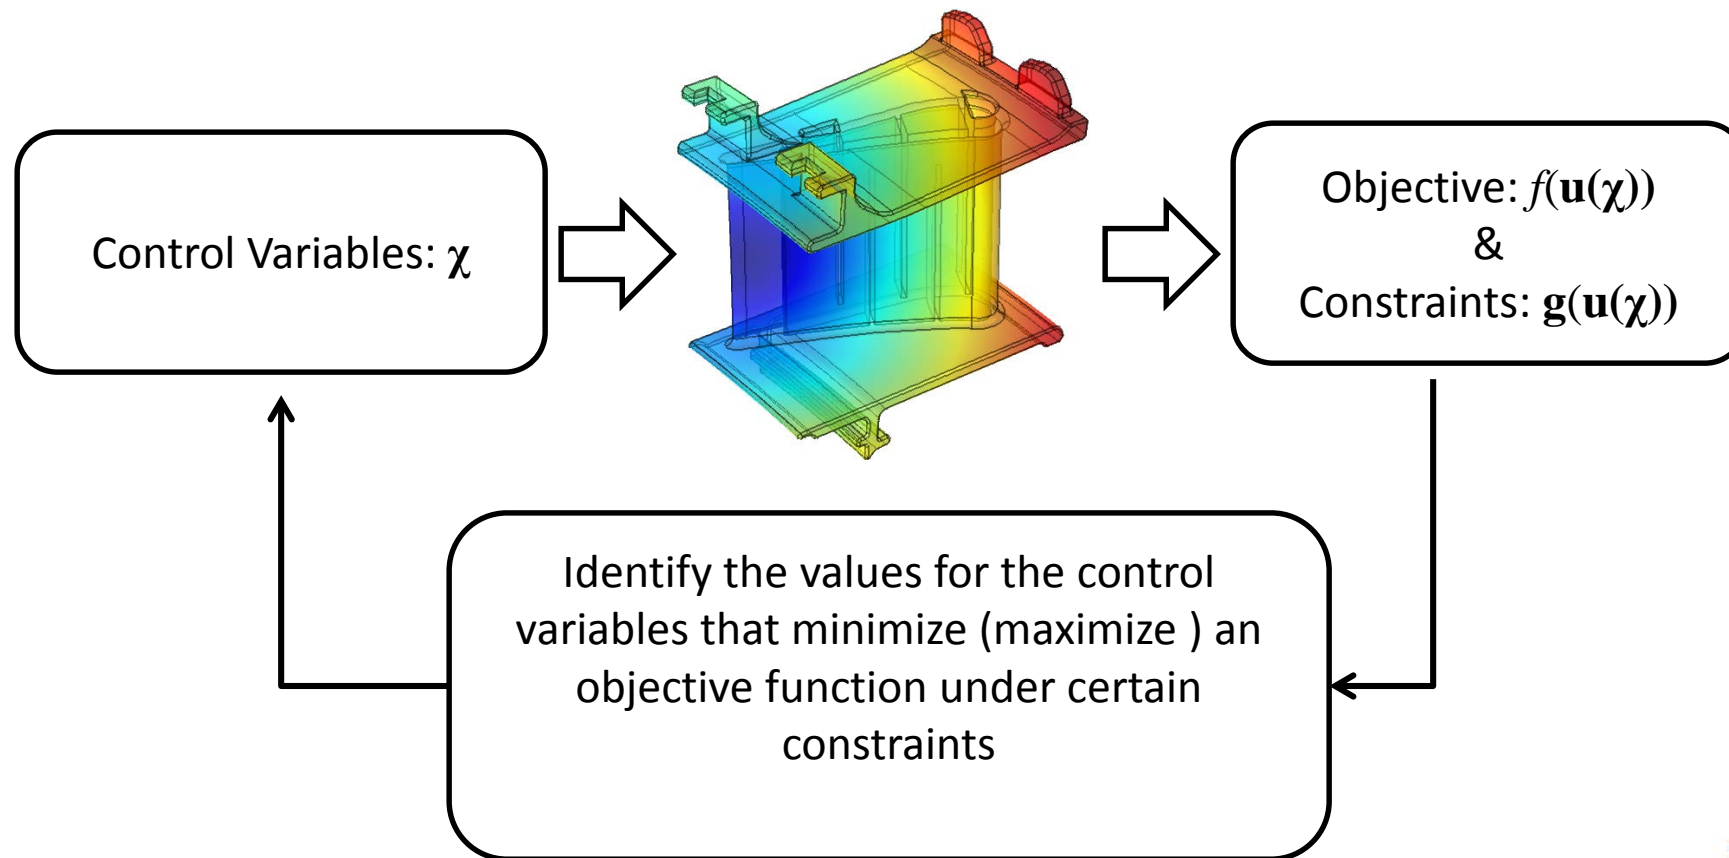 Control Variables: χ
Objective: f(u(χ))
&
Constraints: g(u(χ))
Identify the values for the control
variables that minimize (maximize ) an
objective function under certain
constraints